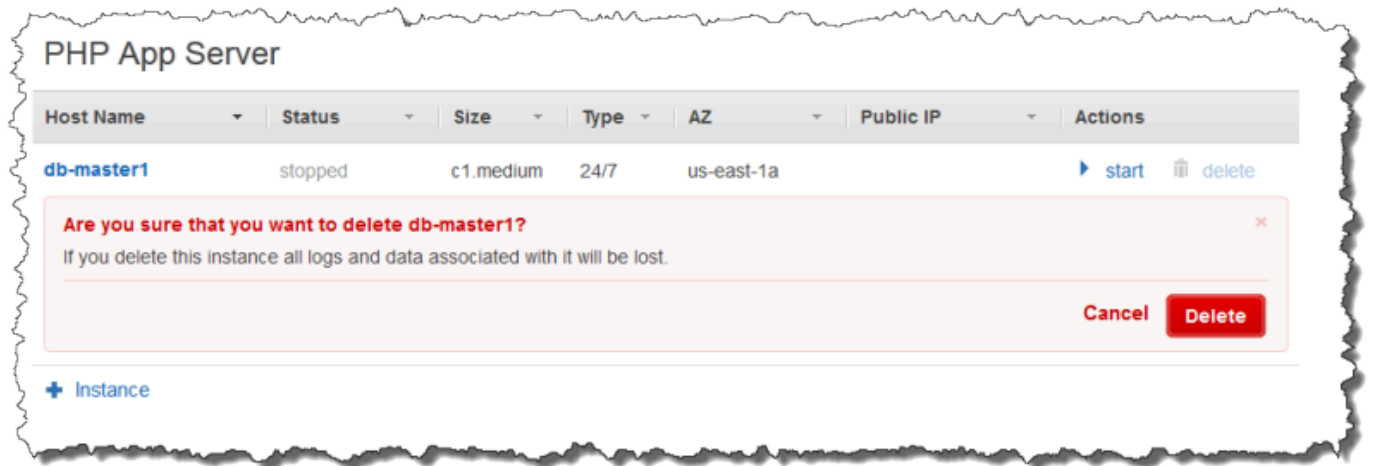 PHP App Server
Host Name Status Size Type AZ Public IP Actions
db-master1 stopped c1.medium 24/7 us-east-1a start delete
Are you sure that you want to delete db-master1? ×
If you delete this instance all logs and data associated with it will be lost.
Cancel Delete
+ Instance